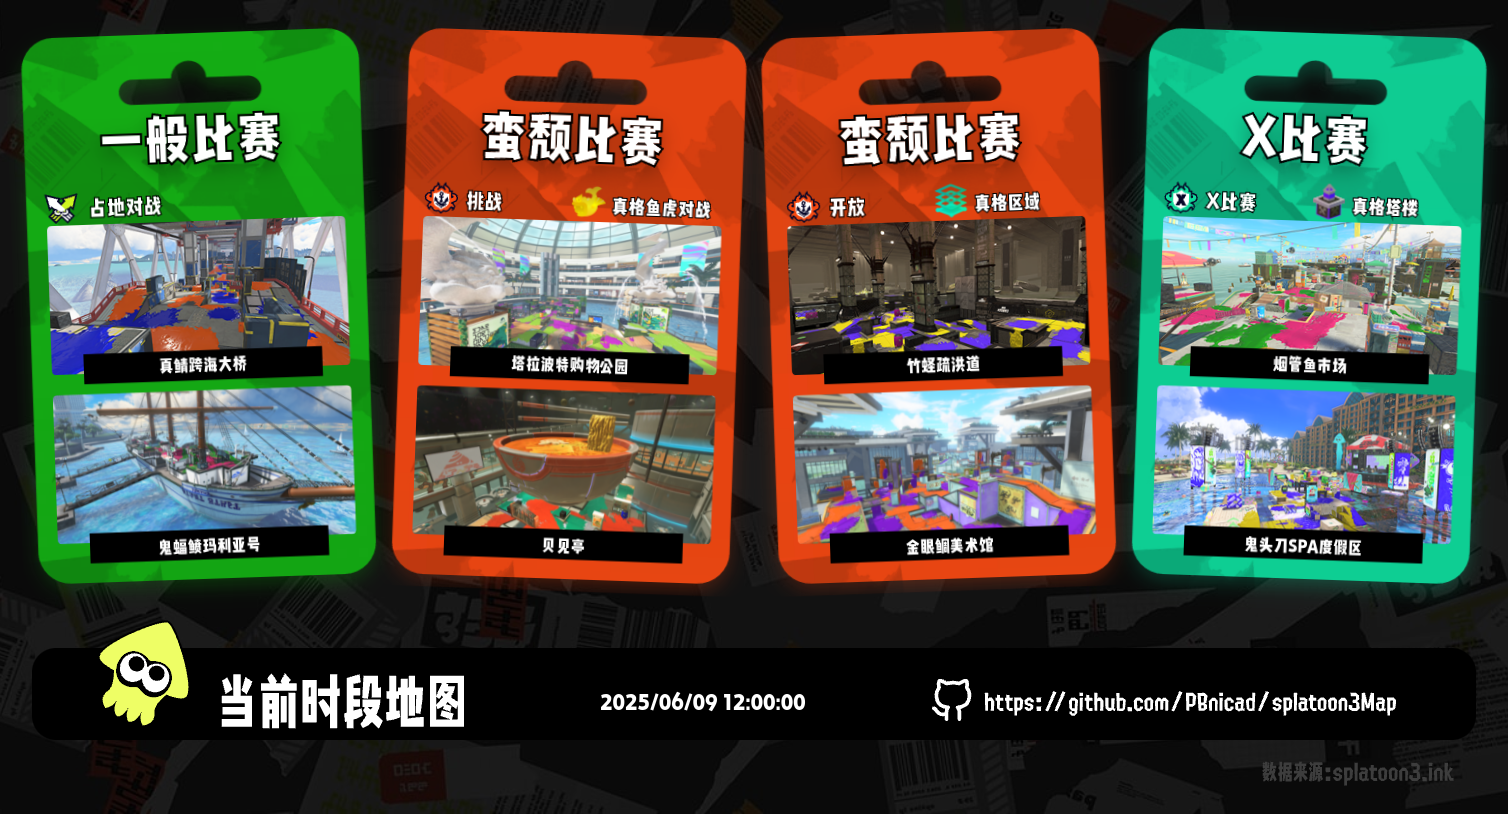 一般比赛
占地对战
真鲭跨海大桥
鬼蝠鲼玛利亚号
蛮颓比赛
挑战
真格鱼虎对战
塔拉波特购物公园
贝见亭
蛮颓比赛
开放
真格区域
竹蛏疏洪道
金眼鲷美术馆
X比赛
X比赛
真格塔楼
烟管鱼市场
鬼头刀SPA度假区
当前时段地图
2025/06/09 12:00:00
https://github.com/PBnicad/splatoon3Map
数据来源:splatoon3.ink